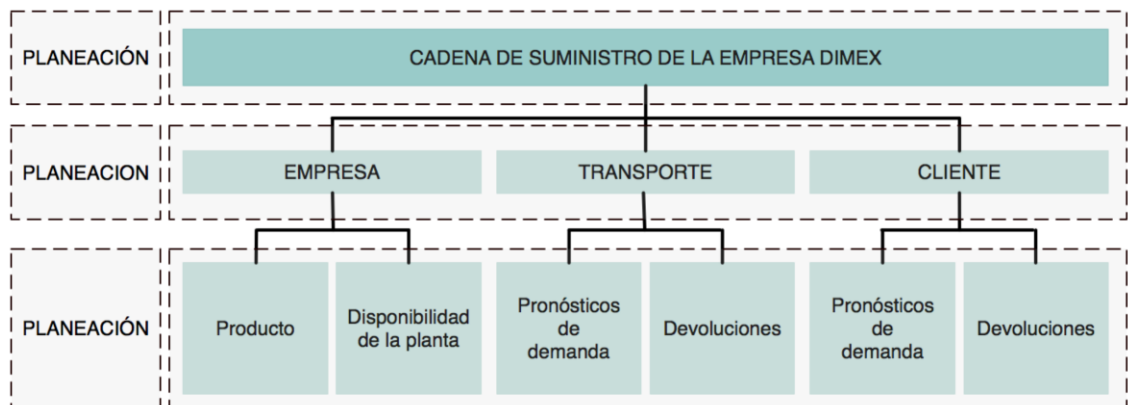 PLANEACIÓN
CADENA DE SUMINISTRO DE LA EMPRESA DIMEX
PLANEACION
EMPRESA
TRANSPORTE
CLIENTE
PLANEACIÓN
Producto
Disponibilidad
de la planta
Pronósticos
de
demanda
Devoluciones
Pronósticos
de
demanda
Devoluciones